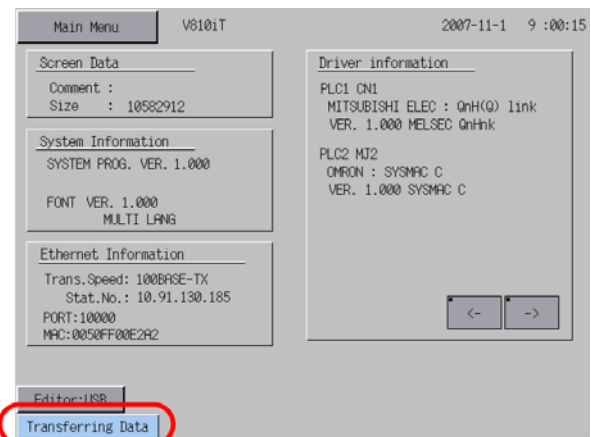 Main Menu
V810iT
2007-11-1 9 :00:15
Screen Data
Comment :
Size : 10582912
System Information
SYSTEM PROG. VER. 1.000
FONT VER. 1.000
MULTI LANG
Ethernet Information
Trans.Speed: 100BASE-TX
Stat.No.: 10.91.130.185
PORT:10000
MAC:0050FF00E2A2
Driver information
PLC1 CN1
MITSUBISHI ELEC : QnH(Q) link
VER. 1.000 MELSEC QnHnk
PLC2 MJ2
OMRON : SYSMAC C
VER. 1.000 SYSMAC C
<- ->
Editor:USB
Transferring Data